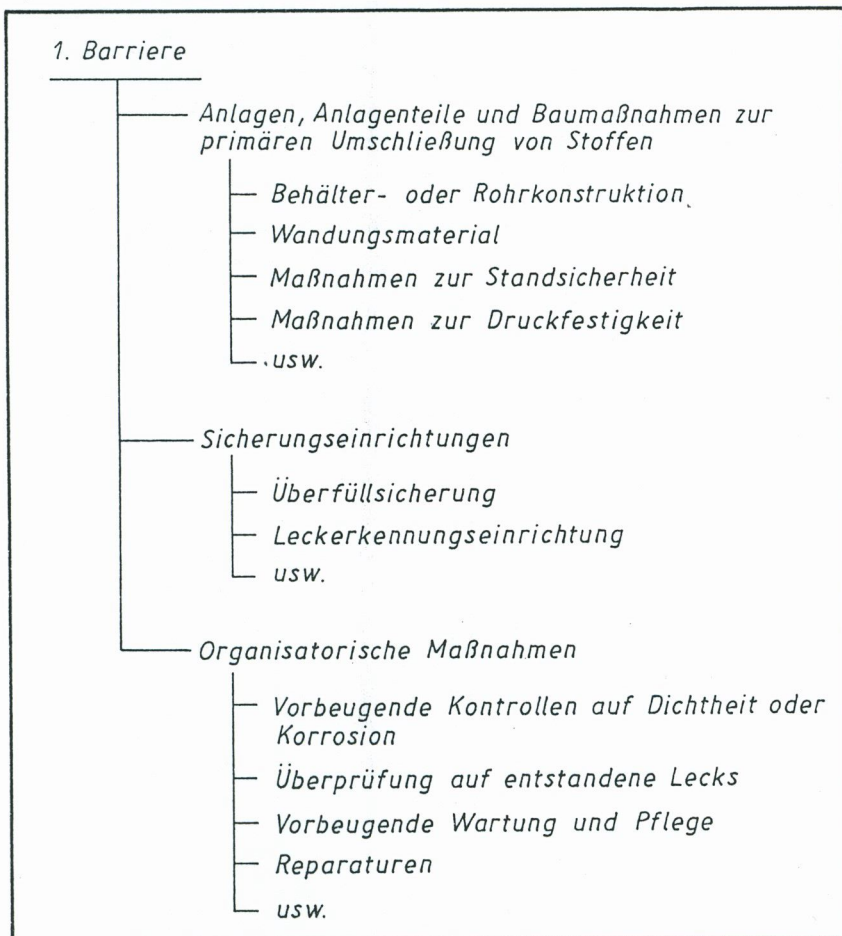 1. Barriere
Anlagen, Anlagenteile und Baumaßnahmen zur
primären Umschließung von Stoffen
Behälter- oder Rohrkonstruktion
Wandungsmaterial
Maßnahmen zur Standsicherheit
Maßnahmen zur Druckfestigkeit
usw.
Sicherungseinrichtungen
Überfüllsicherung
Leckerkennungseinrichtung
usw.
Organisatorische Maßnahmen
Vorbeugende Kontrollen auf Dichtheit oder
Korrosion
Überprüfung auf entstandene Lecks
Vorbeugende Wartung und Pflege
Reparaturen
usw.